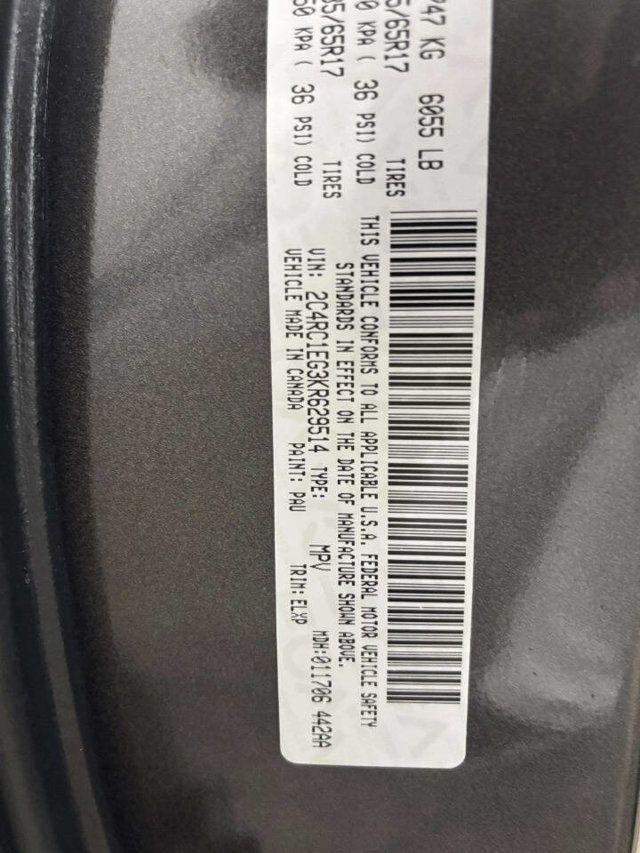 947 KG 6055 LB
5/65R17 TIRES
0 KPA ( 36 PSI) COLD
05/65R17 TIRES
50 KPA ( 36 PSI) COLD
THIS VEHICLE CONFORMS TO ALL APPLICABLE U.S.A. FEDERAL MOTOR VEHICLE SAFETY
STANDARDS IN EFFECT ON THE DATE OF MANUFACTURE SHOWN ABOVE.
VIN: 2C4RC1EG3KR629514 TYPE: MPV MDH:011706 442AA
VEHICLE MADE IN CANADA PAINT: PAU TRIM:ELXP